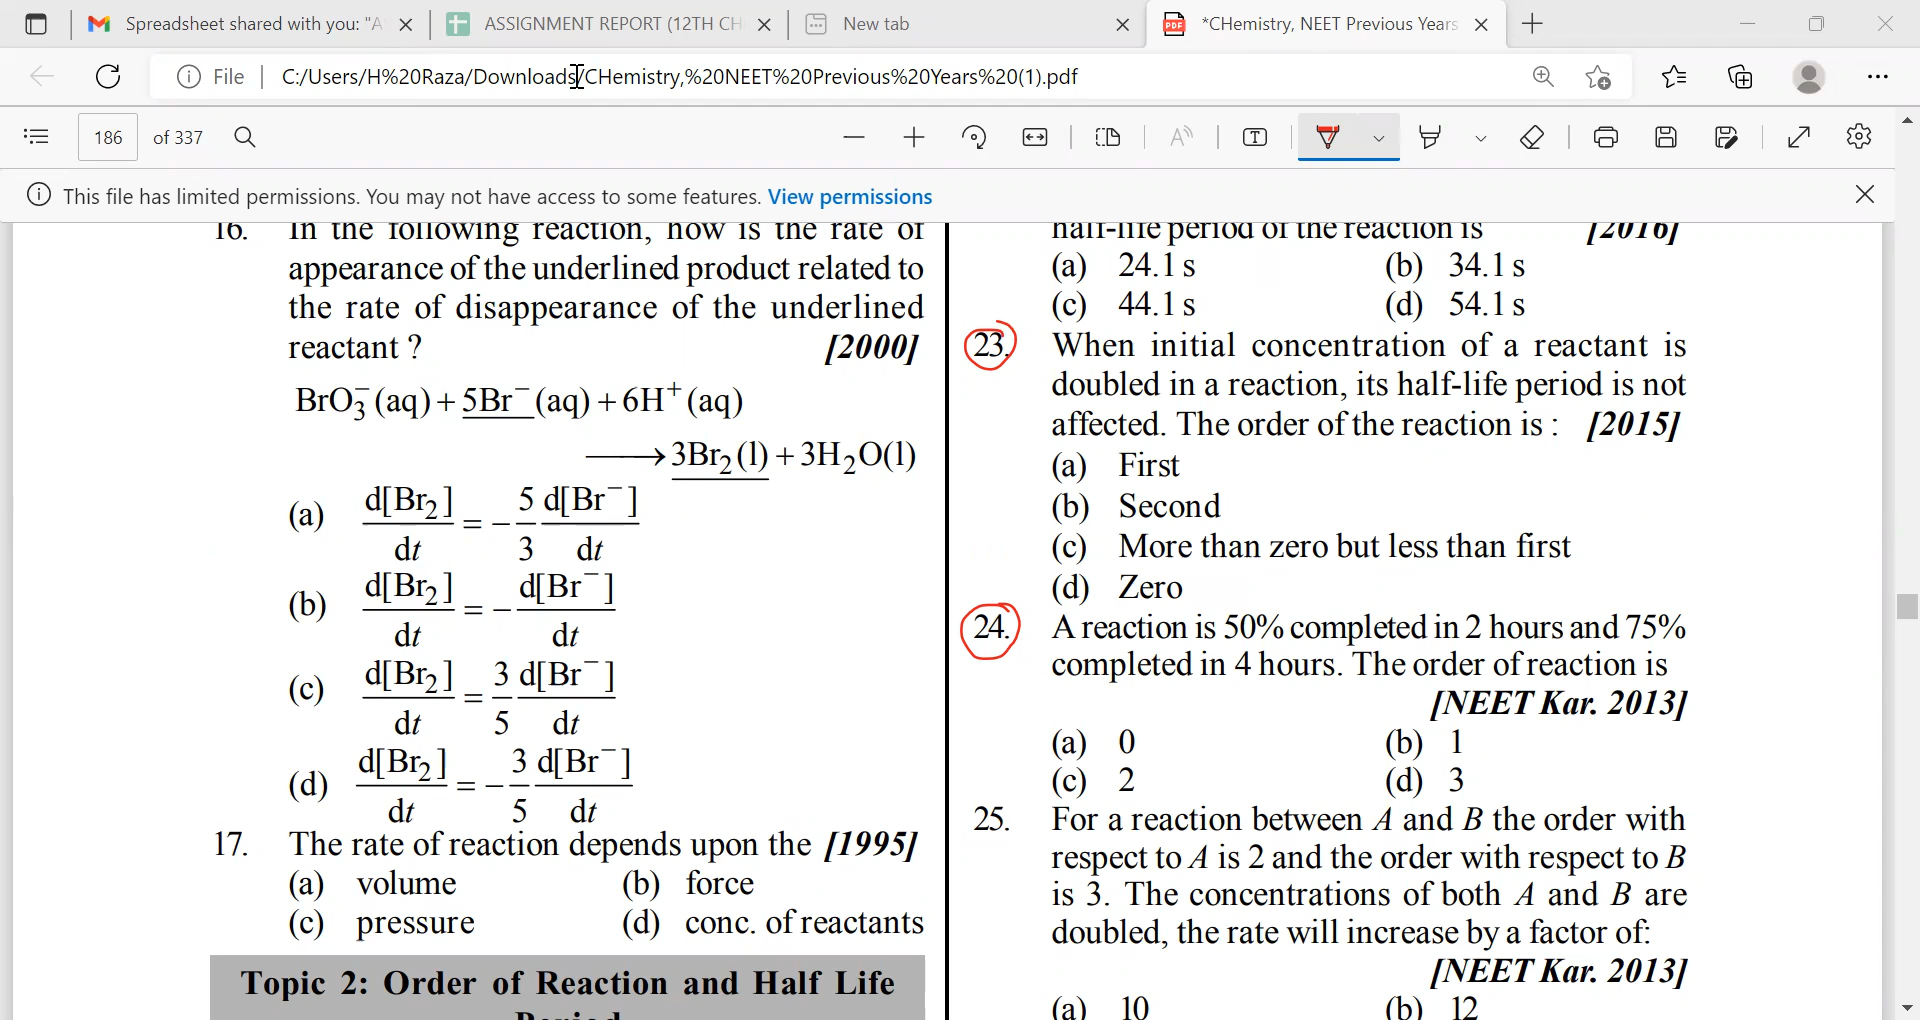 Spreadsheet shared with you: "A
ASSIGNMENT REPORT (12TH CH
New tab
*CHemistry, NEET Previous Years
File
C:/Users/H%20Raza/Downloads/CHemistry,%20NEET%20Previous%20Years%20(1).pdf
186 of 337
This file has limited permissions. You may not have access to some features. View permissions
16. In the following reaction, how is the rate of
appearance of the underlined product related to
the rate of disappearance of the underlined
reactant ? [2000]
BrO₃⁻(aq) + 5Br⁻(aq) + 6H⁺(aq)
⟶ 3Br₂(l) + 3H₂O(l)
(a) d[Br₂]/dt = −5/3 d[Br⁻]/dt
(b) d[Br₂]/dt = −d[Br⁻]/dt
(c) d[Br₂]/dt = 3/5 d[Br⁻]/dt
(d) d[Br₂]/dt = −3/5 d[Br⁻]/dt
17. The rate of reaction depends upon the [1995]
(a) volume (b) force
(c) pressure (d) conc. of reactants
Topic 2: Order of Reaction and Half Life
Period
half-life period of the reaction is [2016]
(a) 24.1 s (b) 34.1 s
(c) 44.1 s (d) 54.1 s
23. When initial concentration of a reactant is
doubled in a reaction, its half-life period is not
affected. The order of the reaction is : [2015]
(a) First
(b) Second
(c) More than zero but less than first
(d) Zero
24. A reaction is 50% completed in 2 hours and 75%
completed in 4 hours. The order of reaction is
[NEET Kar. 2013]
(a) 0 (b) 1
(c) 2 (d) 3
25. For a reaction between A and B the order with
respect to A is 2 and the order with respect to B
is 3. The concentrations of both A and B are
doubled, the rate will increase by a factor of:
[NEET Kar. 2013]
(a) 10 (b) 12